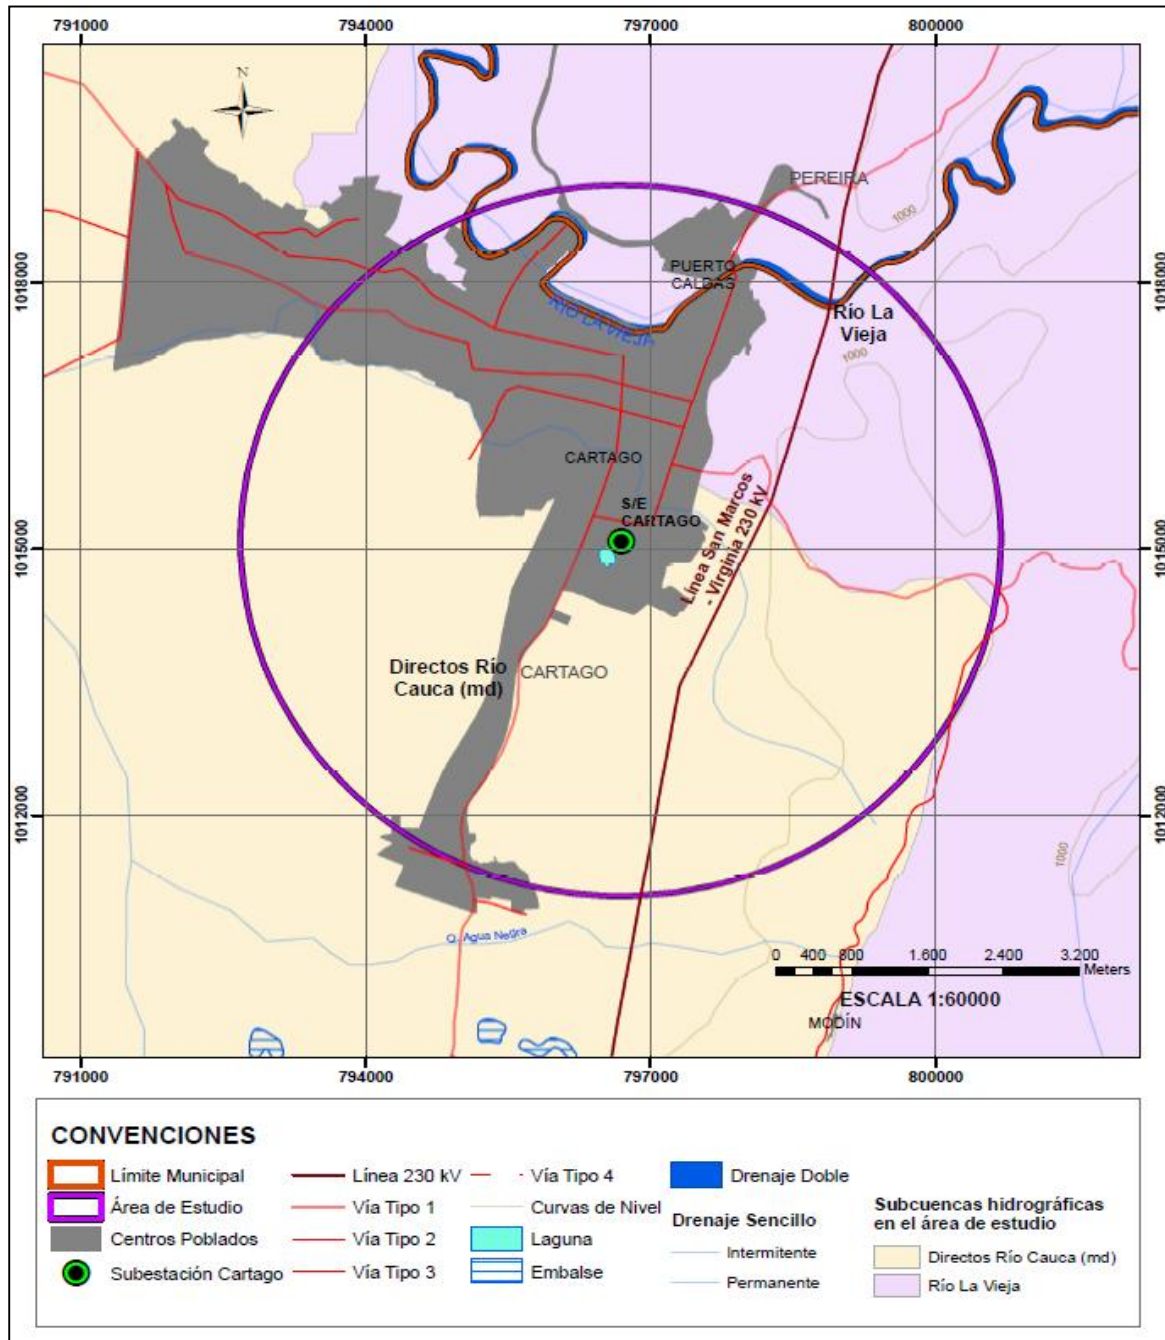 791000 794000 797000 800000
N
PEREIRA
1000
1018000 1018000
PUERTO
CALDAS
RÍO LA VIEJA
Río La
Vieja
1000
CARTAGO
S/E
CARTAGO
Línea San Marcos
- Virginia 230 kV
1015000 1015000
Directos Río
Cauca (md)
CARTAGO
1012000 1012000
1000
Q. Agua Negra
0 400 800 1.600 2.400 3.200
Meters
ESCALA 1:60000
MODÍN
791000 794000 797000 800000
CONVENCIONES
Límite Municipal
Área de Estudio
Centros Poblados
Subestación Cartago
Línea 230 kV
Vía Tipo 1
Vía Tipo 2
Vía Tipo 3
Vía Tipo 4
Curvas de Nivel
Laguna
Embalse
Drenaje Doble
Drenaje Sencillo
Intermitente
Permanente
Subcuencas hidrográficas
en el área de estudio
Directos Río Cauca (md)
Río La Vieja